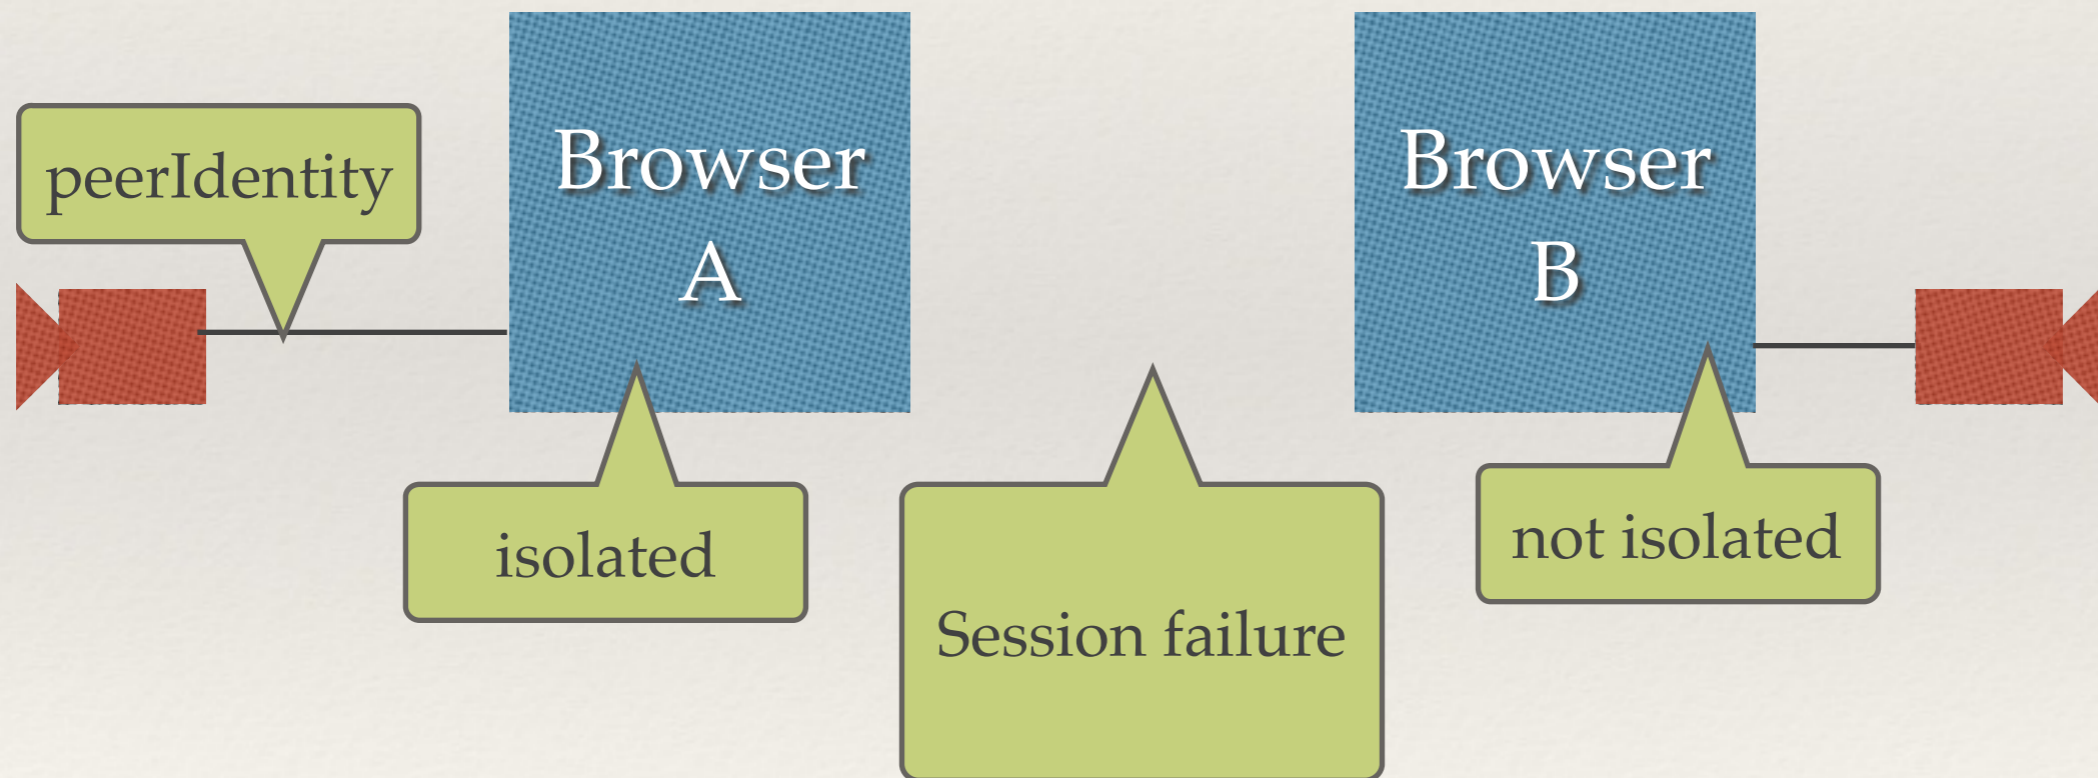 peerIdentity
Browser
A
Browser
B
isolated
Session failure
not isolated